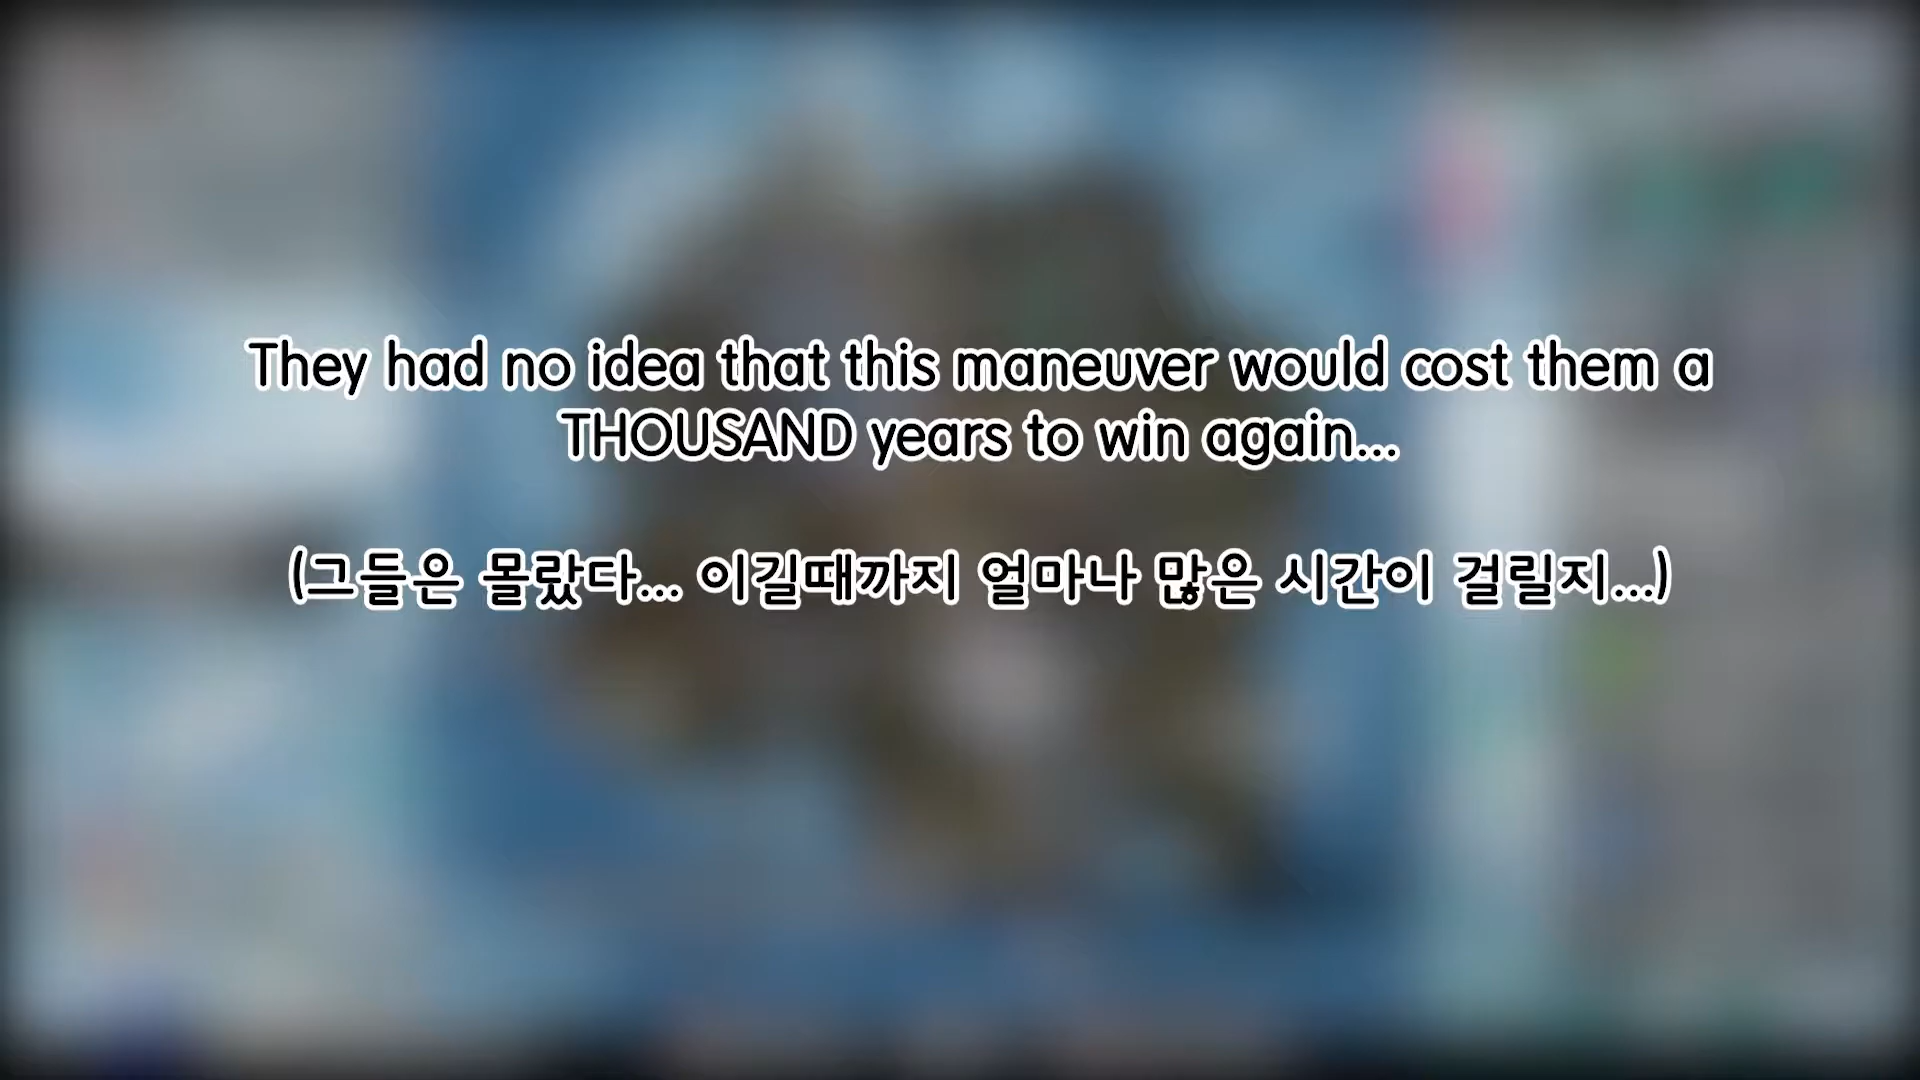 They had no idea that this maneuver would cost them a
THOUSAND years to win again...
(그들은 몰랐다... 이길때까지 얼마나 많은 시간이 걸릴지...)